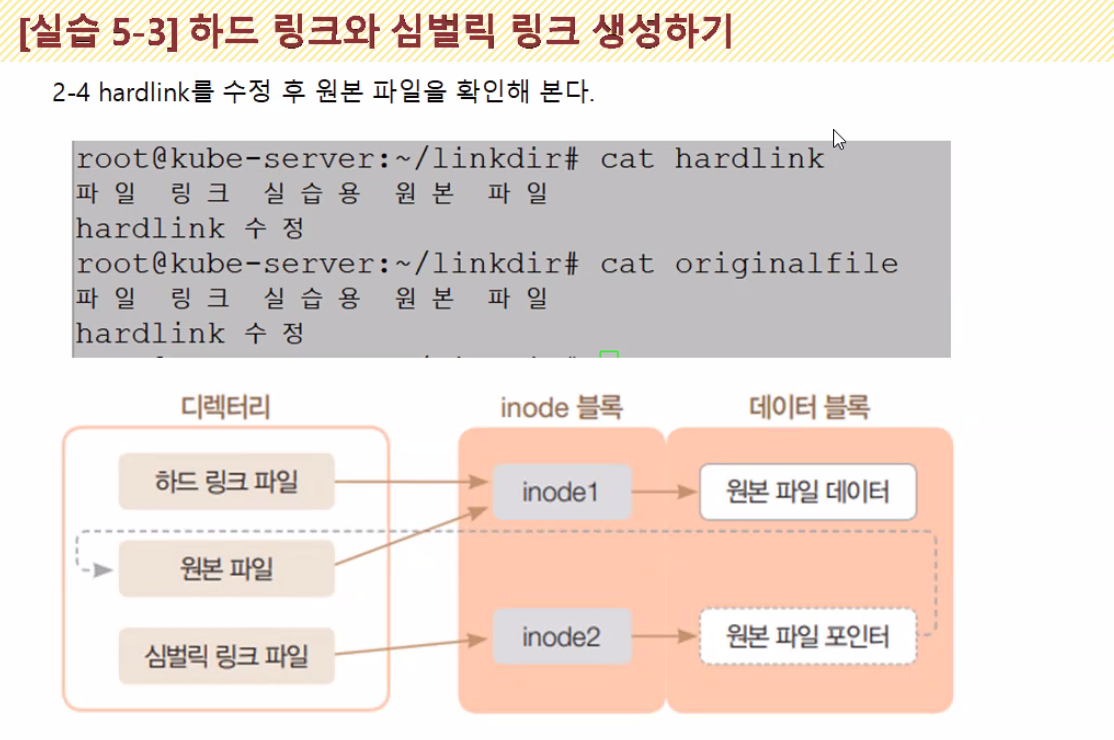 [실습 5-3] 하드 링크와 심벌릭 링크 생성하기
2-4 hardlink를 수정 후 원본 파일을 확인해 본다.
root@kube-server:~/linkdir# cat hardlink
파일 링크 실습용 원본 파일
hardlink 수정
root@kube-server:~/linkdir# cat originalfile
파일 링크 실습용 원본 파일
hardlink 수정
디렉터리
inode 블록
데이터 블록
하드 링크 파일
inode1
원본 파일 데이터
원본 파일
심벌릭 링크 파일
inode2
원본 파일 포인터